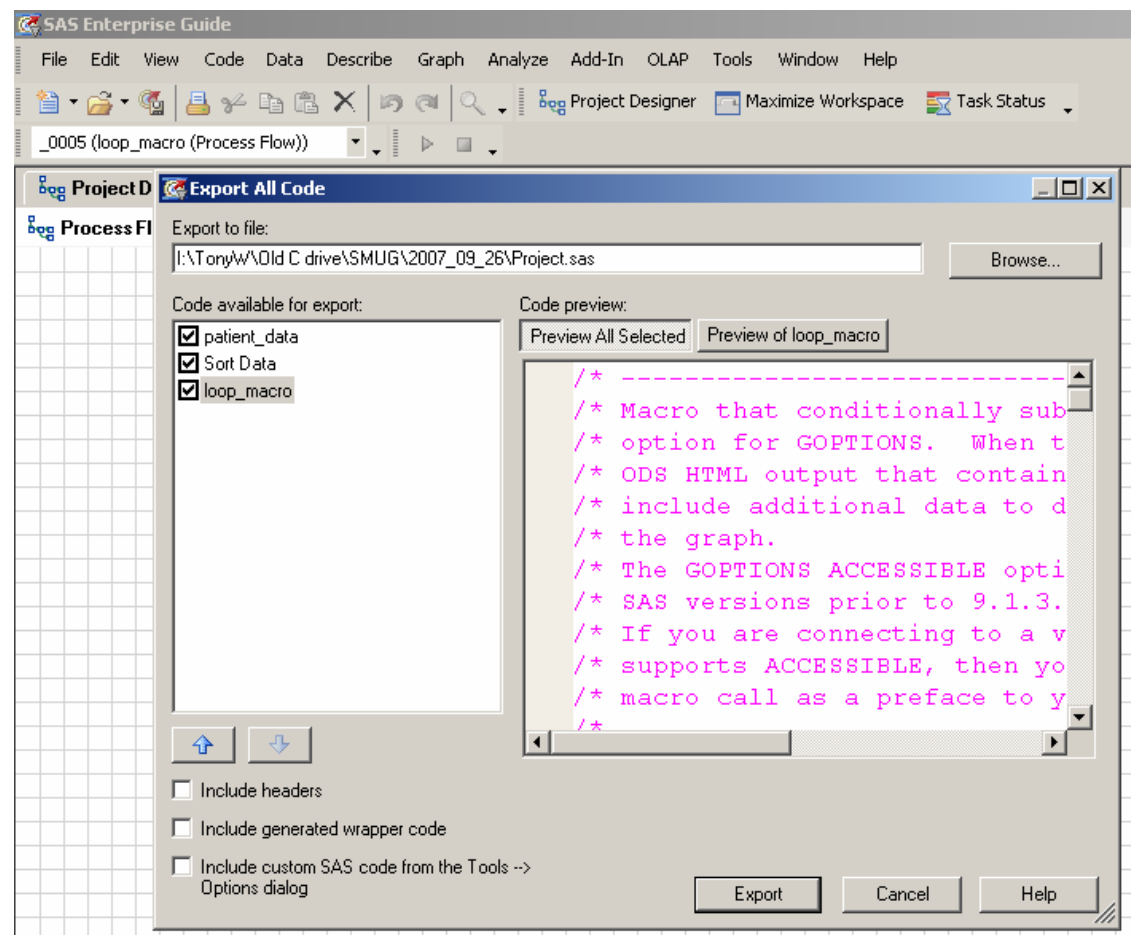 SAS Enterprise Guide
File Edit View Code Data Describe Graph Analyze Add-In OLAP Tools Window Help
Project Designer Maximize Workspace Task Status
_0005 (loop_macro (Process Flow))
Project D
Export All Code
Process Fl
Export to file:
I:\TonyW\Old C drive\SMUG\2007_09_26\Project.sas
Browse...
Code available for export:
patient_data
Sort Data
loop_macro
Code preview:
Preview All Selected Preview of loop_macro
/* ----------------------------
/* Macro that conditionally sub
/* option for GOPTIONS.  When t
/* ODS HTML output that contain
/* include additional data to d
/* the graph.
/* The GOPTIONS ACCESSIBLE opti
/* SAS versions prior to 9.1.3.
/* If you are connecting to a v
/* supports ACCESSIBLE, then yo
/* macro call as a preface to y
/*
Include headers
Include generated wrapper code
Include custom SAS code from the Tools -->
Options dialog
Export Cancel Help